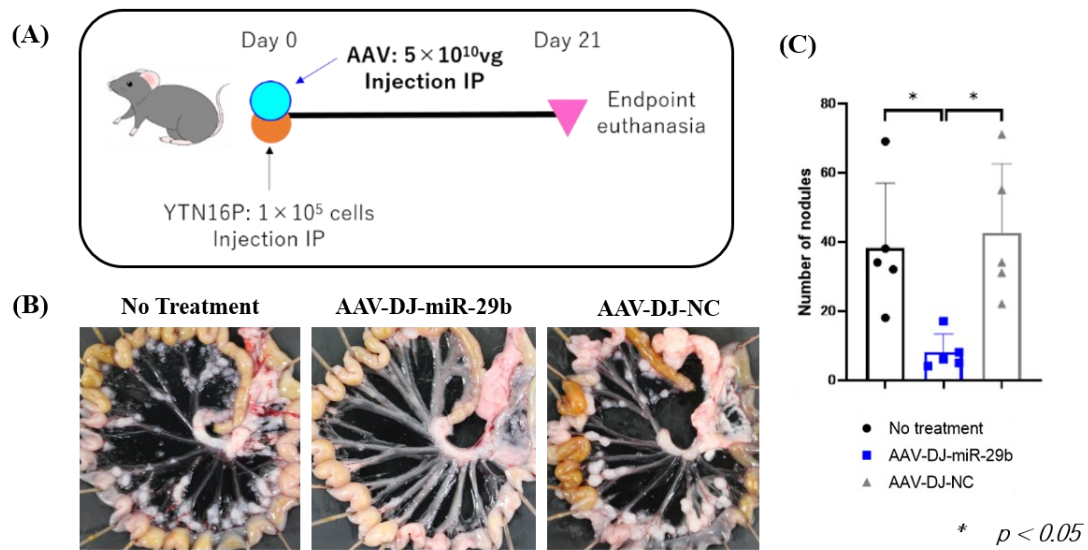 (A)
Day 0
AAV: 5×10¹⁰vg
Injection IP
Day 21
Endpoint
euthanasia
YTN16P: 1×10⁵ cells
Injection IP
(B)
No Treatment
AAV-DJ-miR-29b
AAV-DJ-NC
(C)
* *
80
60
40
20
0
Number of nodules
No treatment
AAV-DJ-miR-29b
AAV-DJ-NC
* p < 0.05